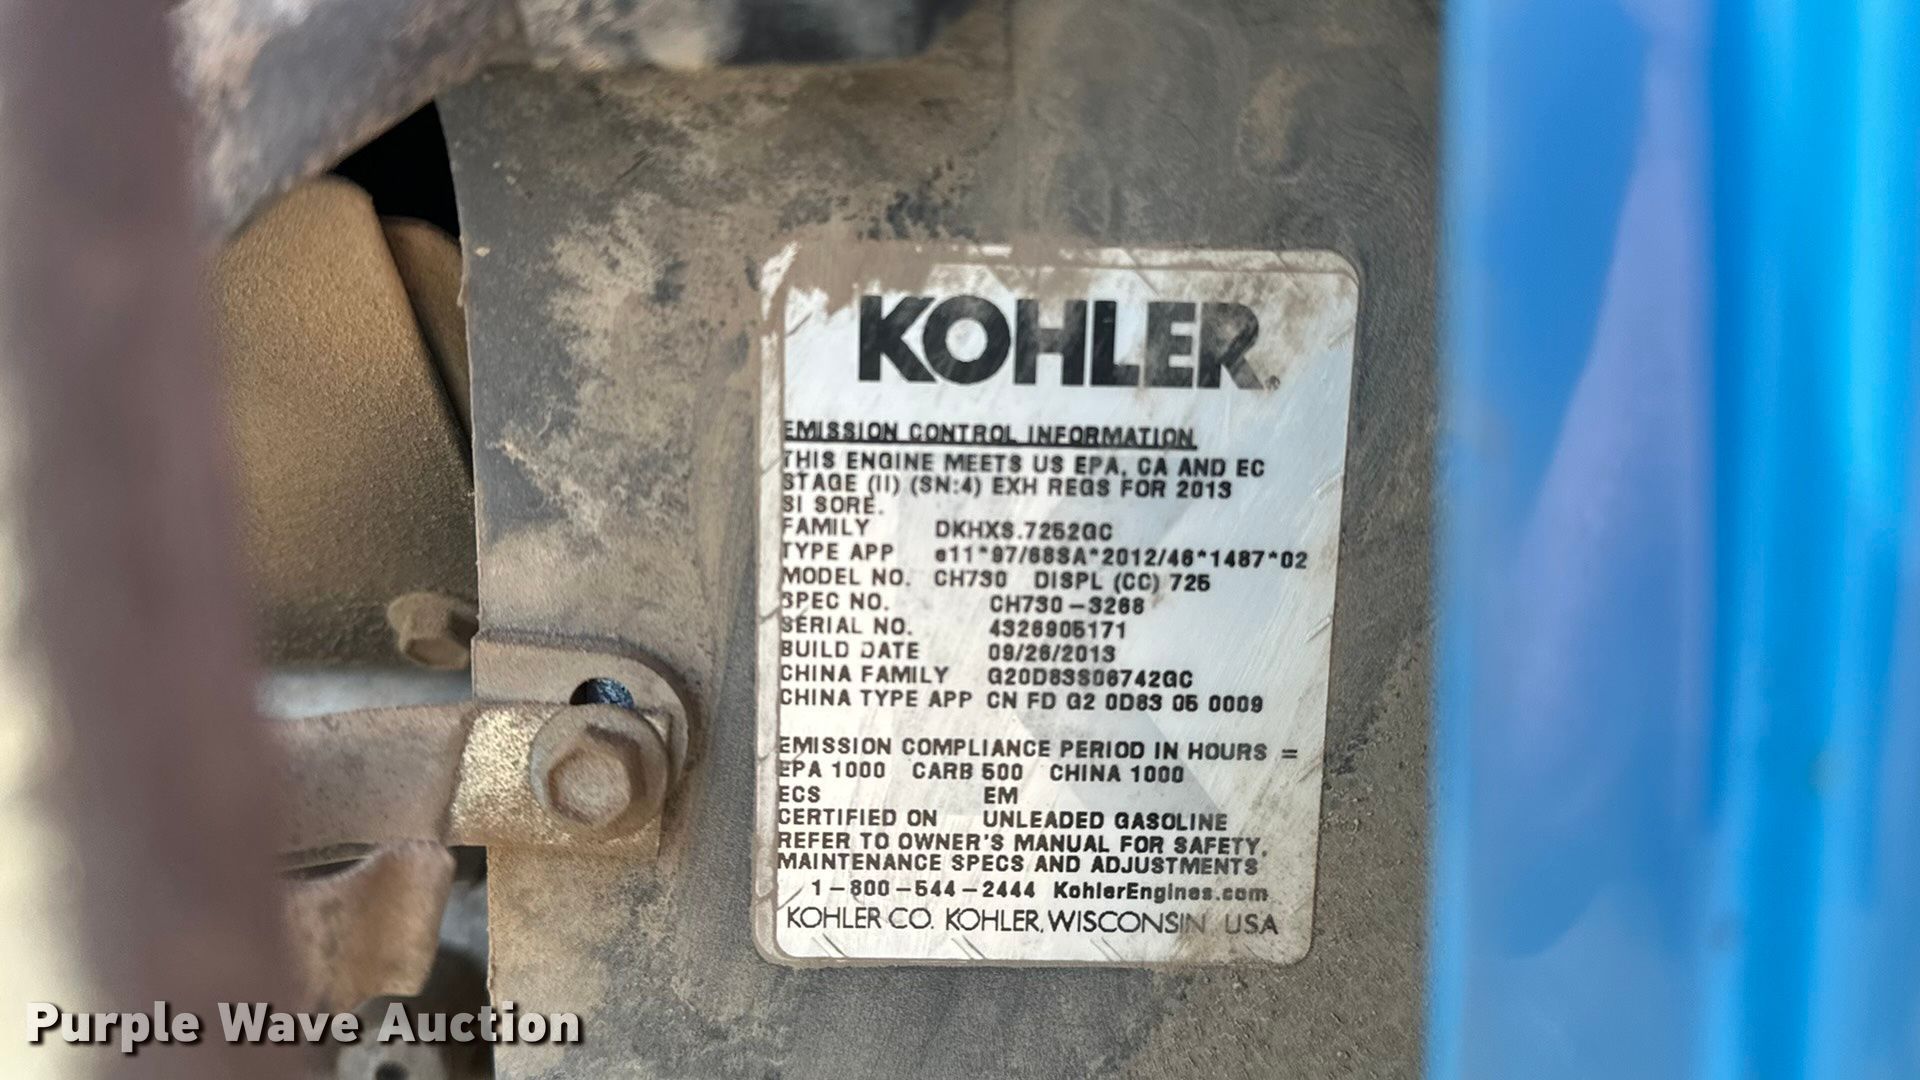 KOHLER®
EMISSION CONTROL INFORMATION
THIS ENGINE MEETS US EPA, CA AND EC
STAGE (II) (SN:4) EXH REGS FOR 2013
SI SORE.
FAMILY DKHXS.7252GC
TYPE APP e11*97/68SA*2012/46*1487*02
MODEL NO. CH730 DISPL (CC) 725
SPEC NO. CH730-3268
SERIAL NO. 4326905171
BUILD DATE 09/26/2013
CHINA FAMILY G20D83S06742GC
CHINA TYPE APP CN FD G2 0D83 05 0009
EMISSION COMPLIANCE PERIOD IN HOURS =
EPA 1000 CARB 500 CHINA 1000
ECS EM
CERTIFIED ON UNLEADED GASOLINE
REFER TO OWNER'S MANUAL FOR SAFETY,
MAINTENANCE SPECS AND ADJUSTMENTS
1-800-544-2444 KohlerEngines.com
KOHLER CO. KOHLER, WISCONSIN USA
Purple Wave Auction